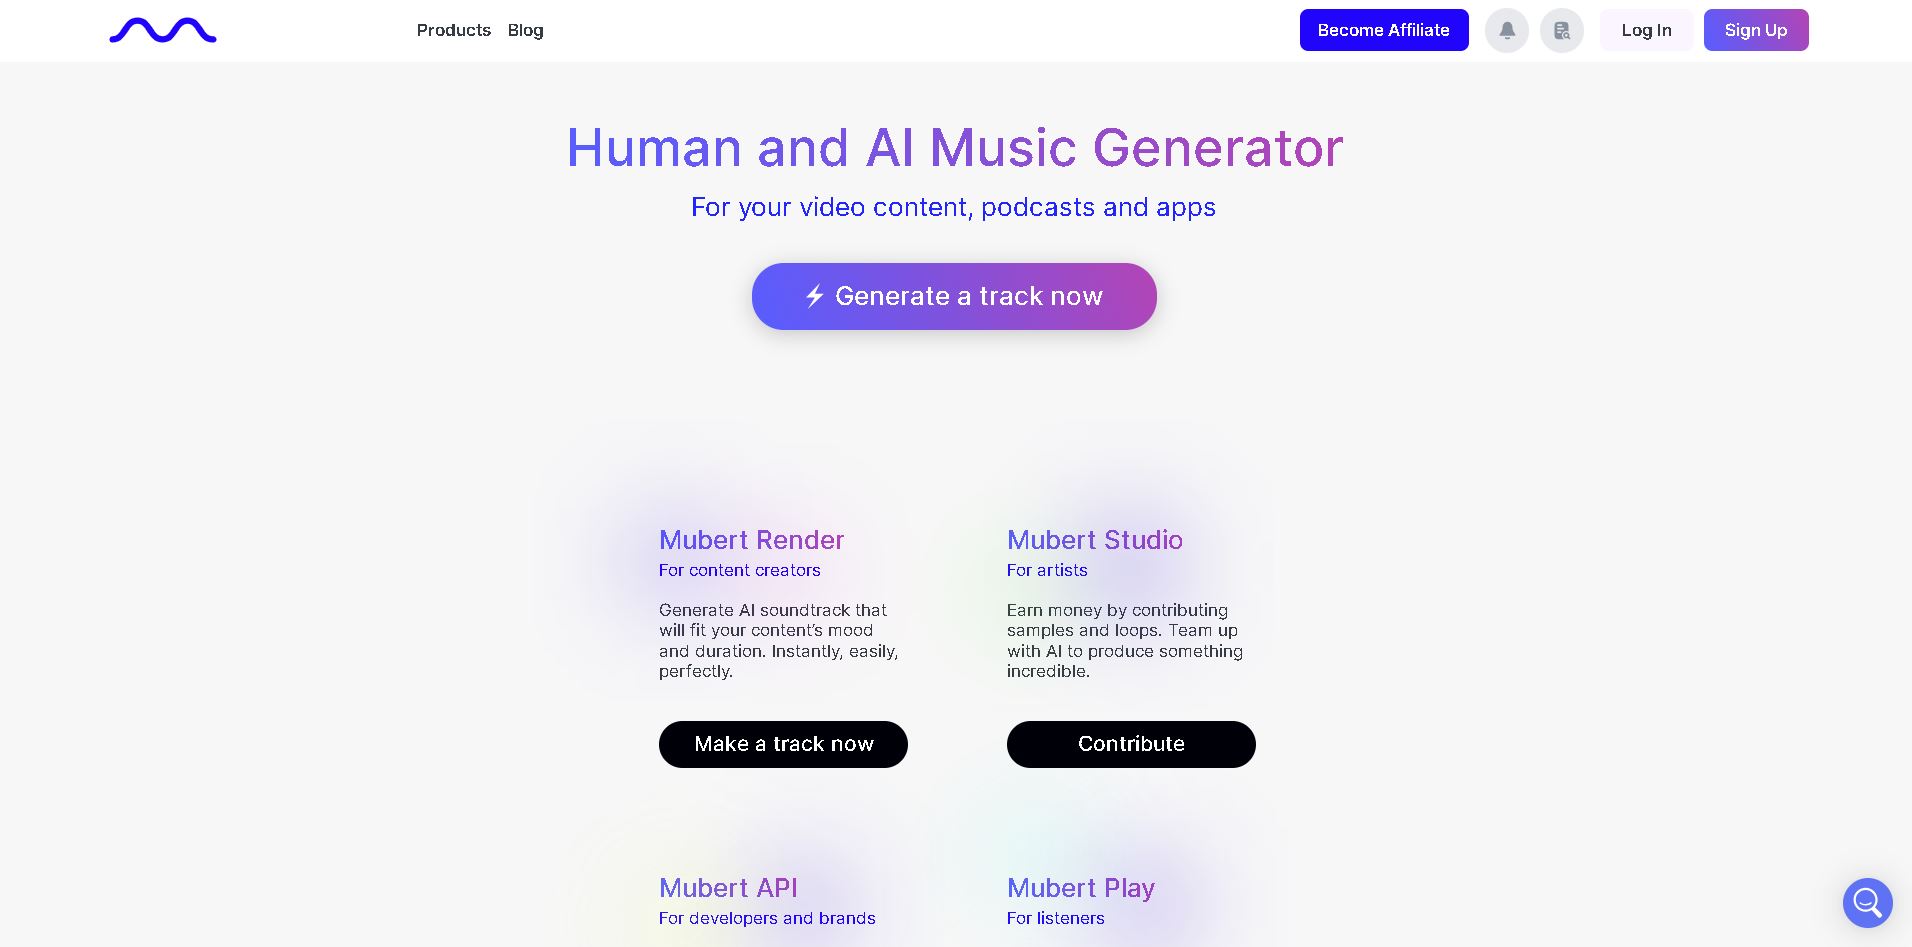 Products Blog Become Affiliate Log In Sign Up
Human and AI Music Generator
For your video content, podcasts and apps
⚡ Generate a track now
Mubert Render
For content creators
Generate AI soundtrack that
will fit your content’s mood
and duration. Instantly, easily,
perfectly.
Make a track now
Mubert Studio
For artists
Earn money by contributing
samples and loops. Team up
with AI to produce something
incredible.
Contribute
Mubert API
For developers and brands
Mubert Play
For listeners